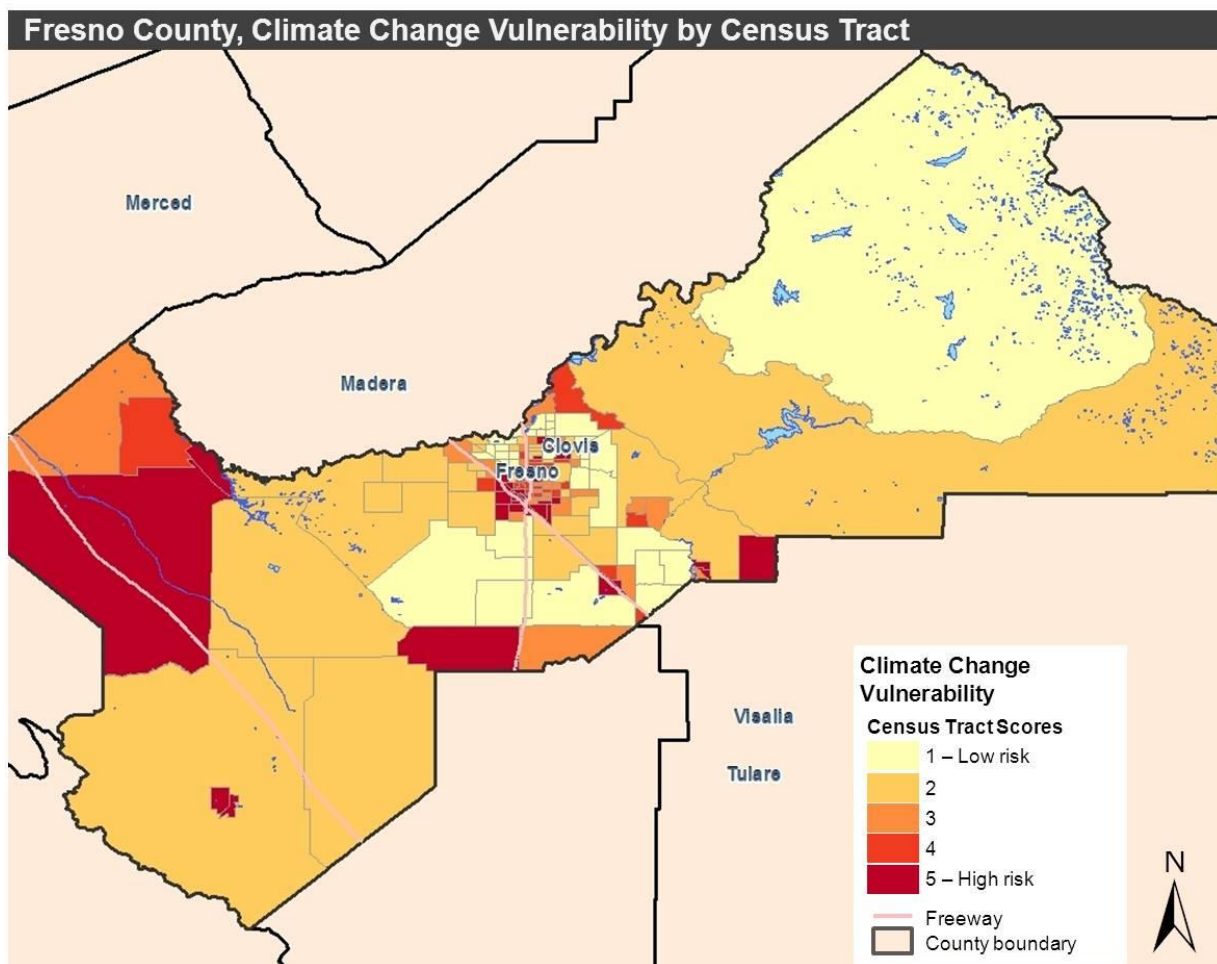 Fresno County, Climate Change Vulnerability by Census Tract
Merced
Madera
Clovis
Fresno
Visalia
Tulare
Climate Change
Vulnerability
Census Tract Scores
1 – Low risk
2
3
4
5 – High risk
Freeway
County boundary
N